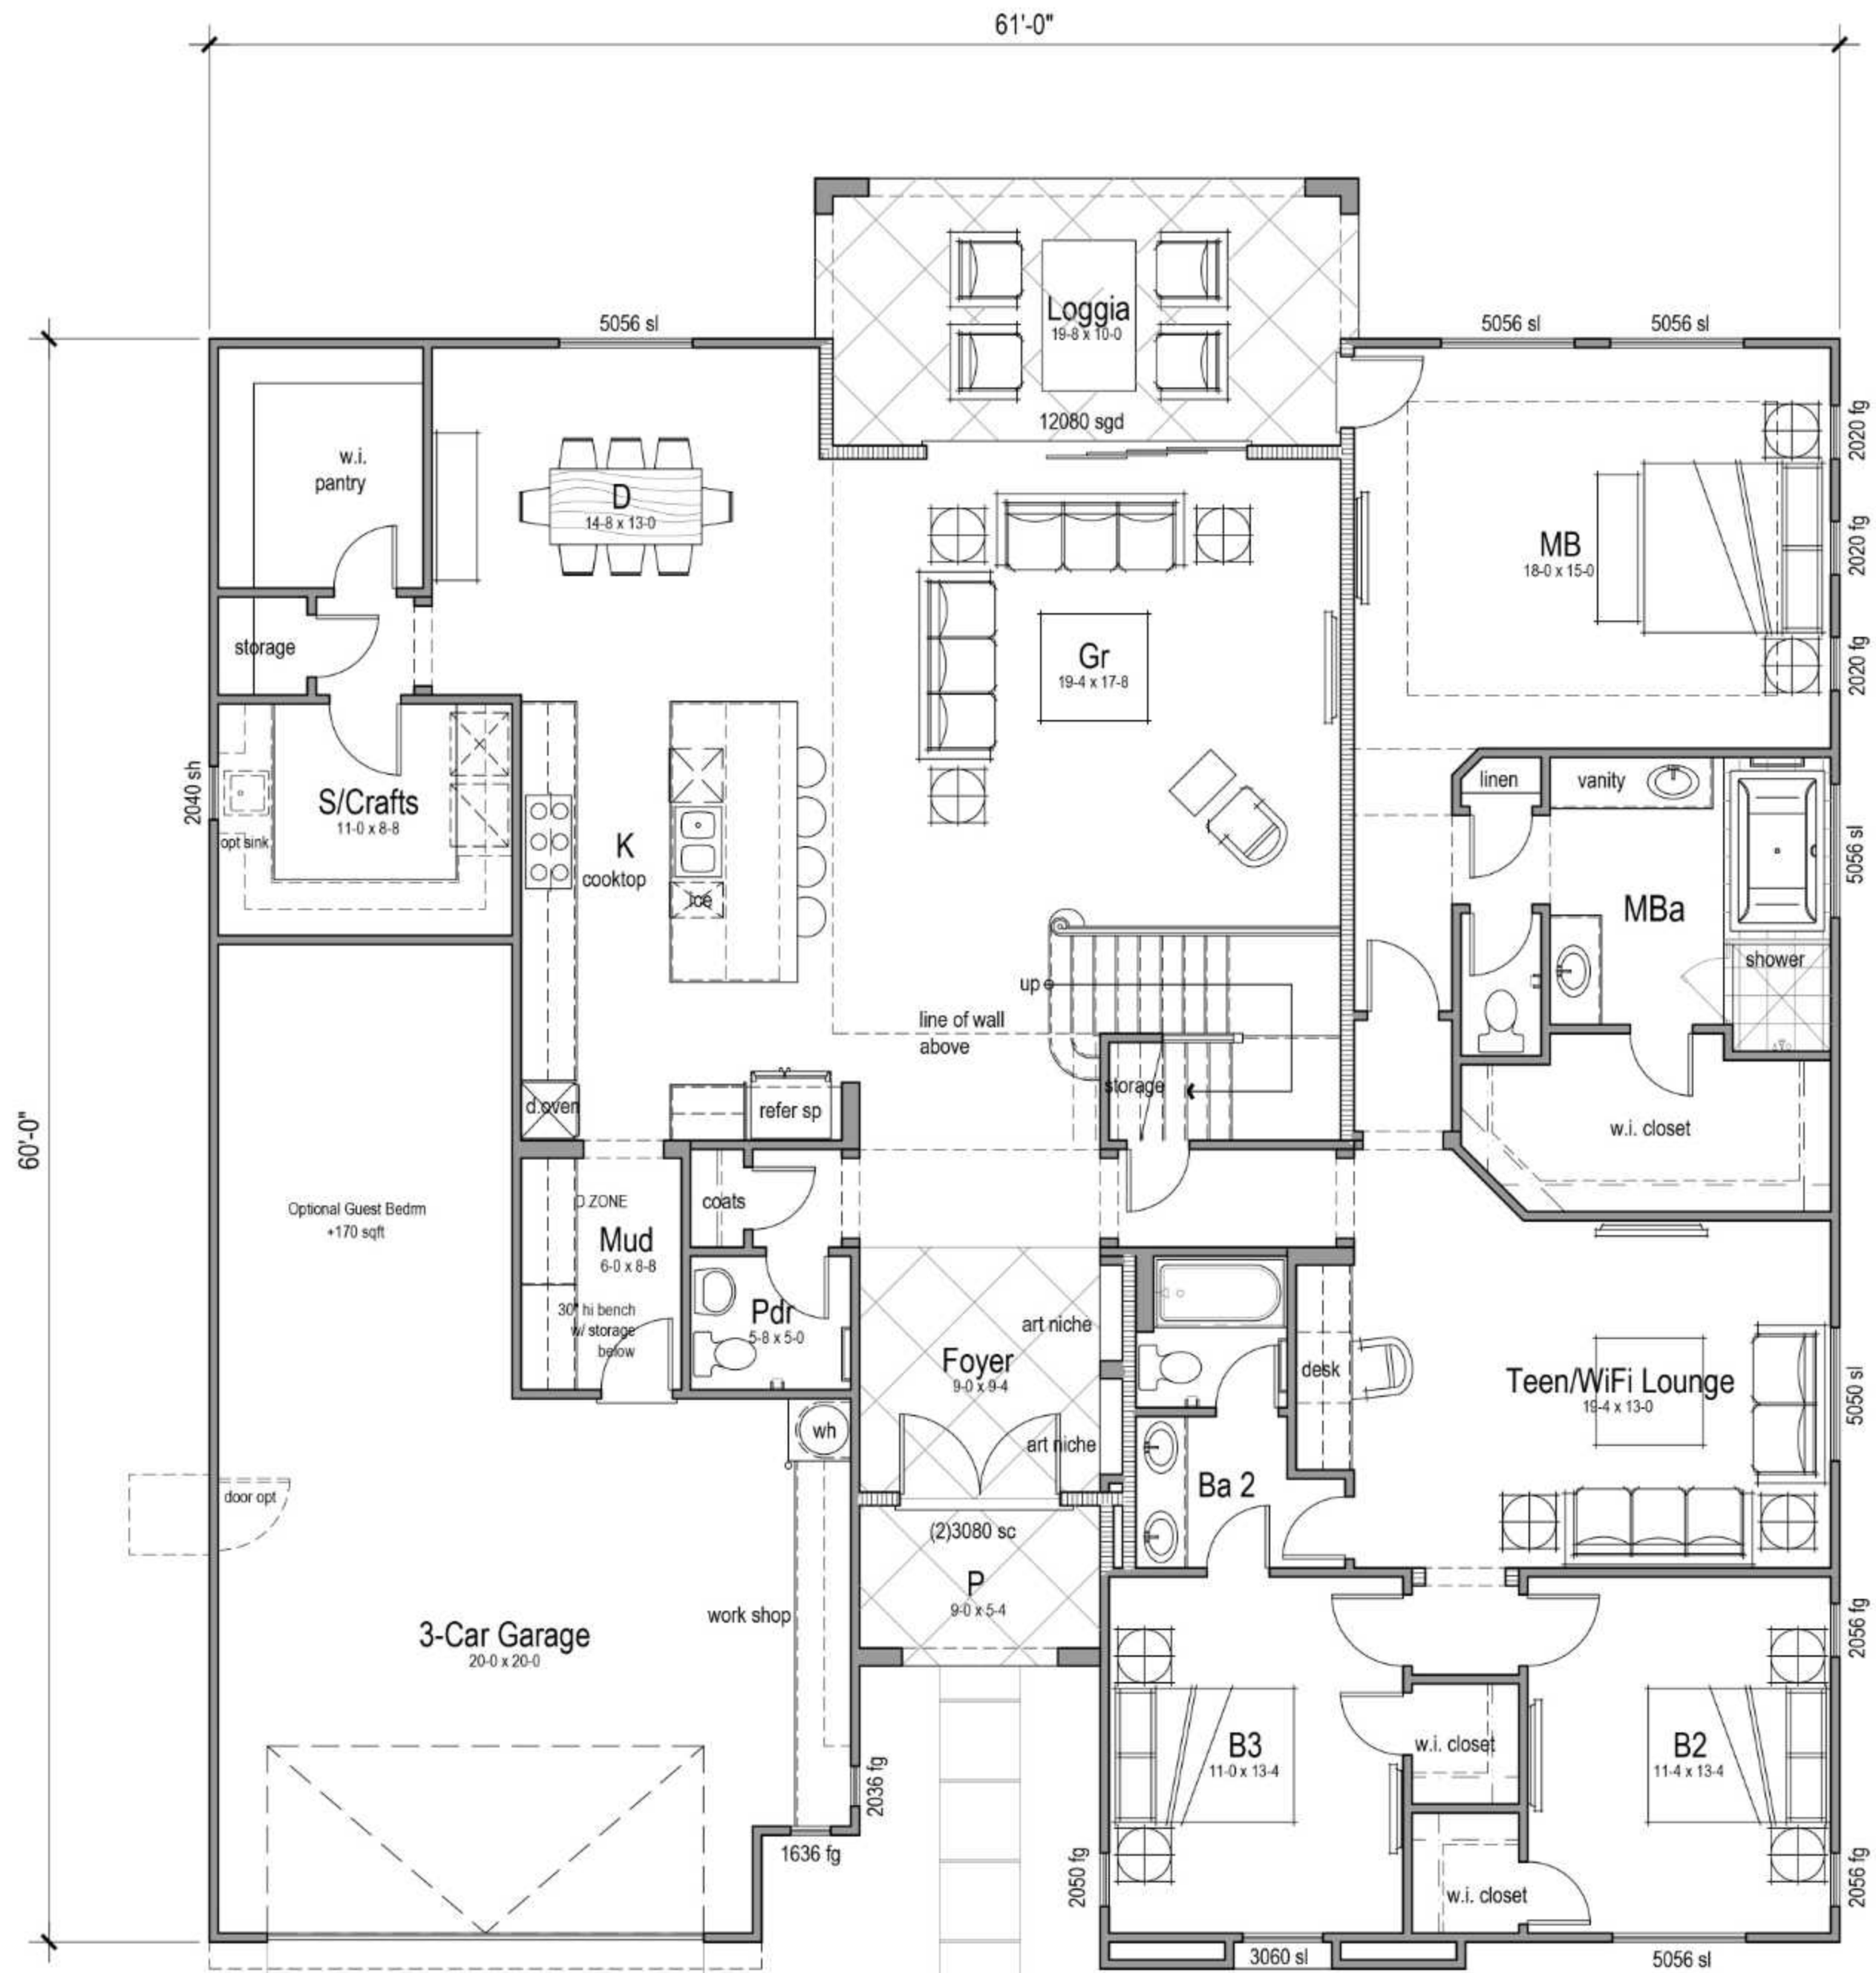 61'-0"
60'-0"
5056 sl
5056 sl
5056 sl
Loggia
19-8 x 10-0
12080 sgd
w.i.
pantry
D
14-8 x 13-0
MB
18-0 x 15-0
2020 fg
2020 fg
2020 fg
storage
Gr
19-4 x 17-8
2040 sh
S/Crafts
11-0 x 8-8
opt sink
K
cooktop
ice
linen
vanity
5056 sl
MBa
shower
up
line of wall
above
storage
d.oven
refer sp
w.i. closet
Optional Guest Bedrm
+170 sqft
D.ZONE
Mud
6-0 x 8-8
30" hi bench
w/ storage
below
coats
Pdr
5-8 x 5-0
art niche
Foyer
9-0 x 9-4
art niche
desk
Teen/WiFi Lounge
19-4 x 13-0
5050 sl
wh
door opt
Ba 2
(2)3080 sc
P
9-0 x 5-4
work shop
3-Car Garage
20-0 x 20-0
2056 fg
B3
11-0 x 13-4
w.i. closet
B2
11-4 x 13-4
2036 fg
1636 fg
2050 fg
w.i. closet
2056 fg
3060 sl
5056 sl